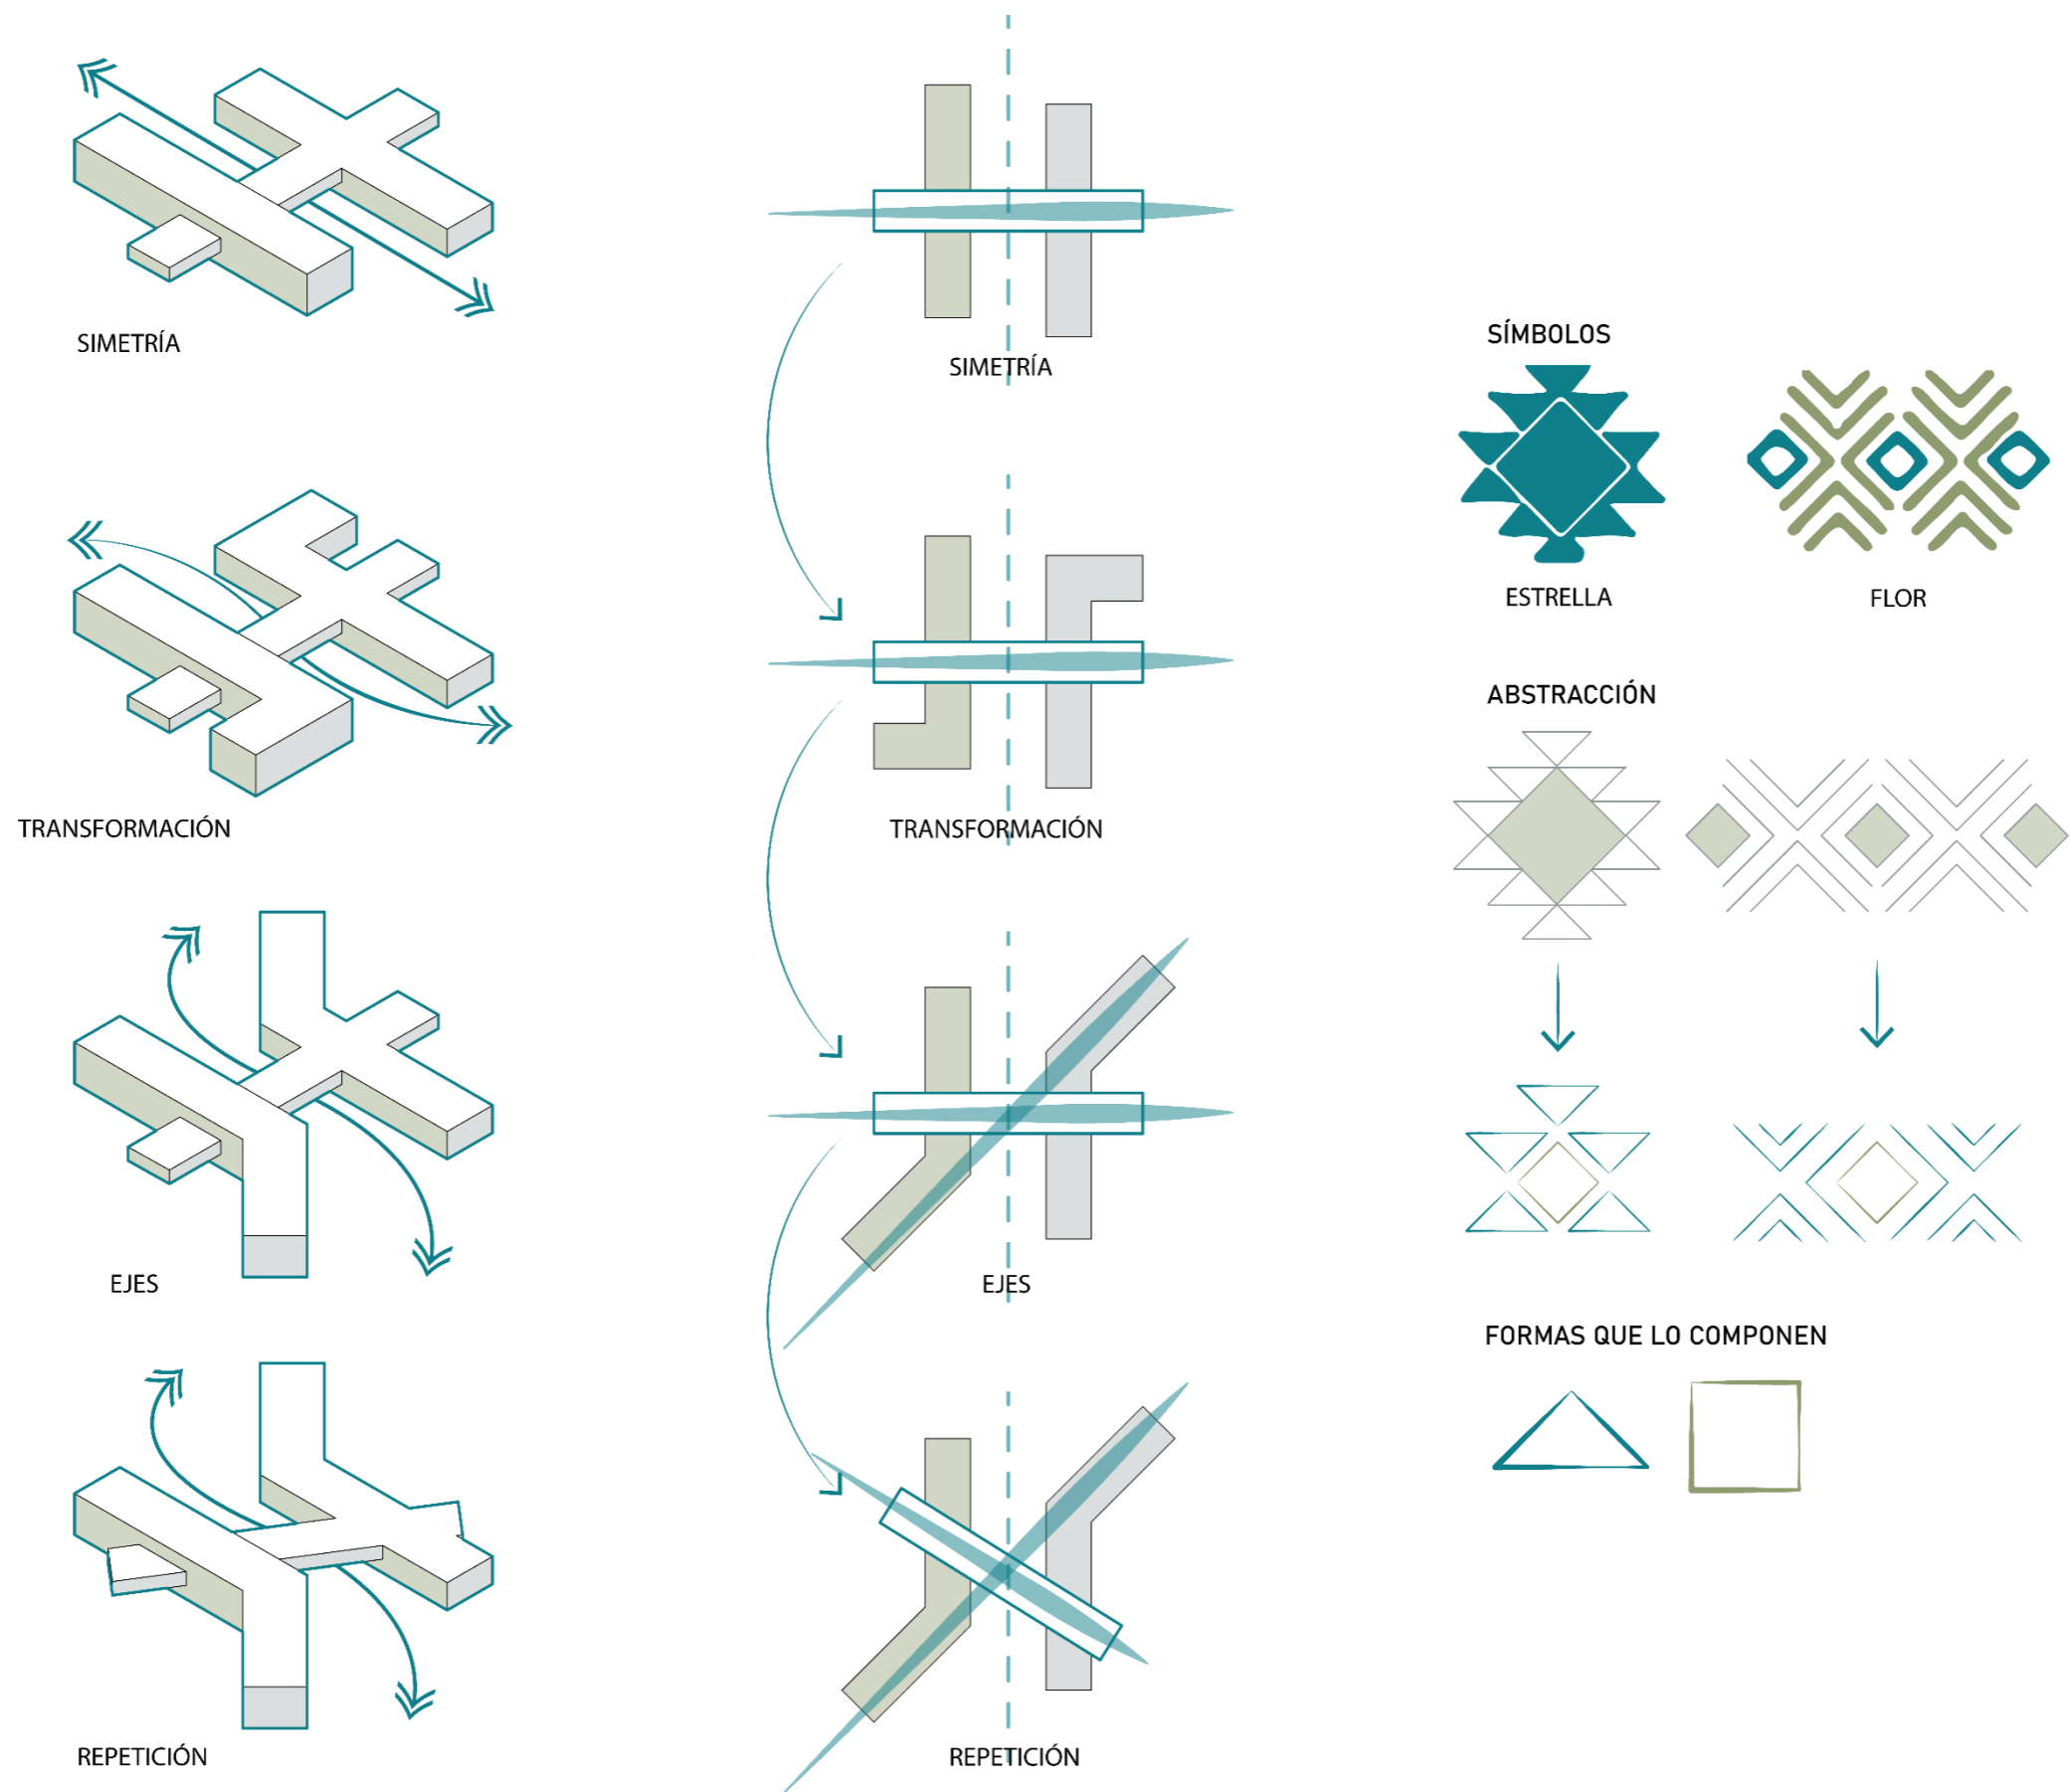 SIMETRÍA
TRANSFORMACIÓN
EJES
REPETICIÓN
SIMETRÍA
TRANSFORMACIÓN
EJES
REPETICIÓN
SÍMBOLOS
ESTRELLA
FLOR
ABSTRACCIÓN
FORMAS QUE LO COMPONEN